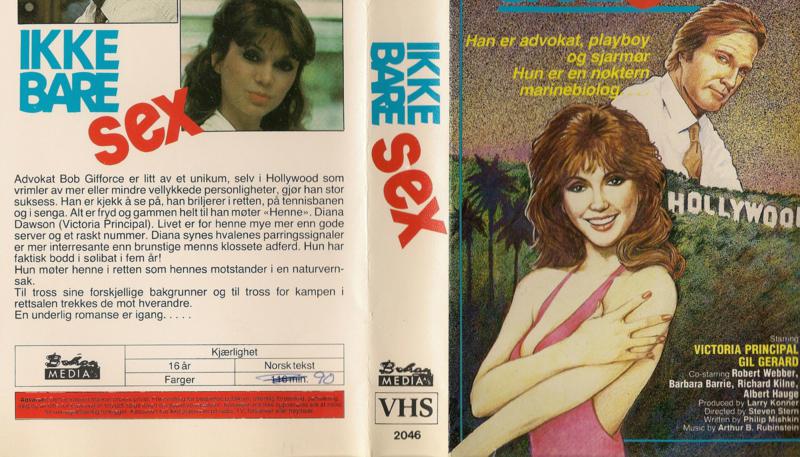 IKKE
BARE
sex
Advokat Bob Gifforce er litt av et unikum, selv i Hollywood som
vrimler av mer eller mindre vellykkede personligheter, gjør han stor
suksess. Han er kjekk å se på, han briljerer i retten, på tennisbanen
og i senga. Alt er fryd og gammen helt til han møter «Henne». Diana
Dawson (Victoria Principal). Livet er for henne mye mer enn gode
server og et raskt nummer. Diana synes hvalenes parringssignaler
er mer interresante enn brunstige menns klossete adferd. Hun har
faktisk bodd i sølibat i fem år!
Hun møter henne i retten som hennes motstander i en naturvern-
sak.
Til tross sine forskjellige bakgrunner og til tross for kampen i
rettsalen trekkes de mot hverandre.
En underlig romanse er igang. . . . .
Bohag
MEDIA A/S
Kjærlighet
16 år
Norsk tekst
Farger
116 min. 90
IKKE
BARE
sex
Bohag
MEDIA A/S
VHS
2046
Han er advokat, playboy
og sjarmør
Hun er en nøktern
marinebiolog. . . .
HOLLYWOOD
Starring
VICTORIA PRINCIPAL
GIL GERARD
Co-starring Robert Webber,
Barbara Barrie, Richard Kilne,
Albert Hauge
Produced by Larry Konner
Directed by Steven Stern
Written by Philip Mishkin
Music by Arthur B. Rubinstein